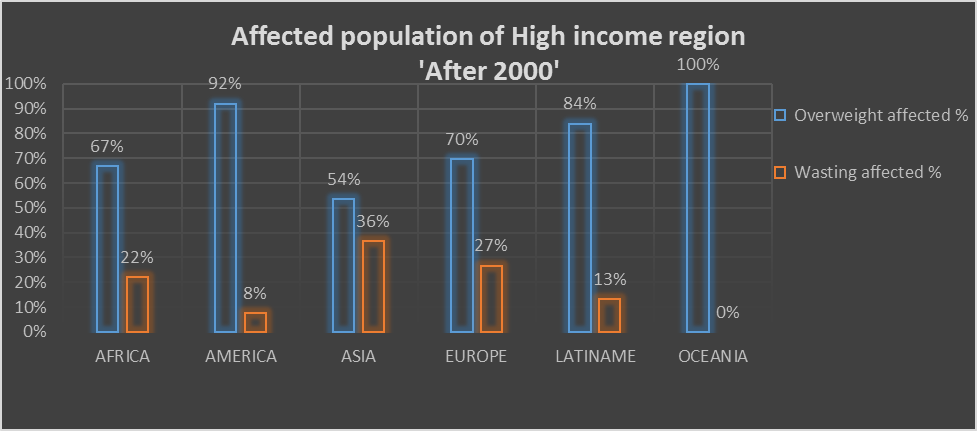 Affected population of High income region
'After 2000'
100%
90%
80%
70%
60%
50%
40%
30%
20%
10%
0%
67%
22%
92%
8%
54%
36%
70%
27%
84%
13%
100%
0%
AFRICA
AMERICA
ASIA
EUROPE
LATINAME
OCEANIA
Overweight affected %
Wasting affected %